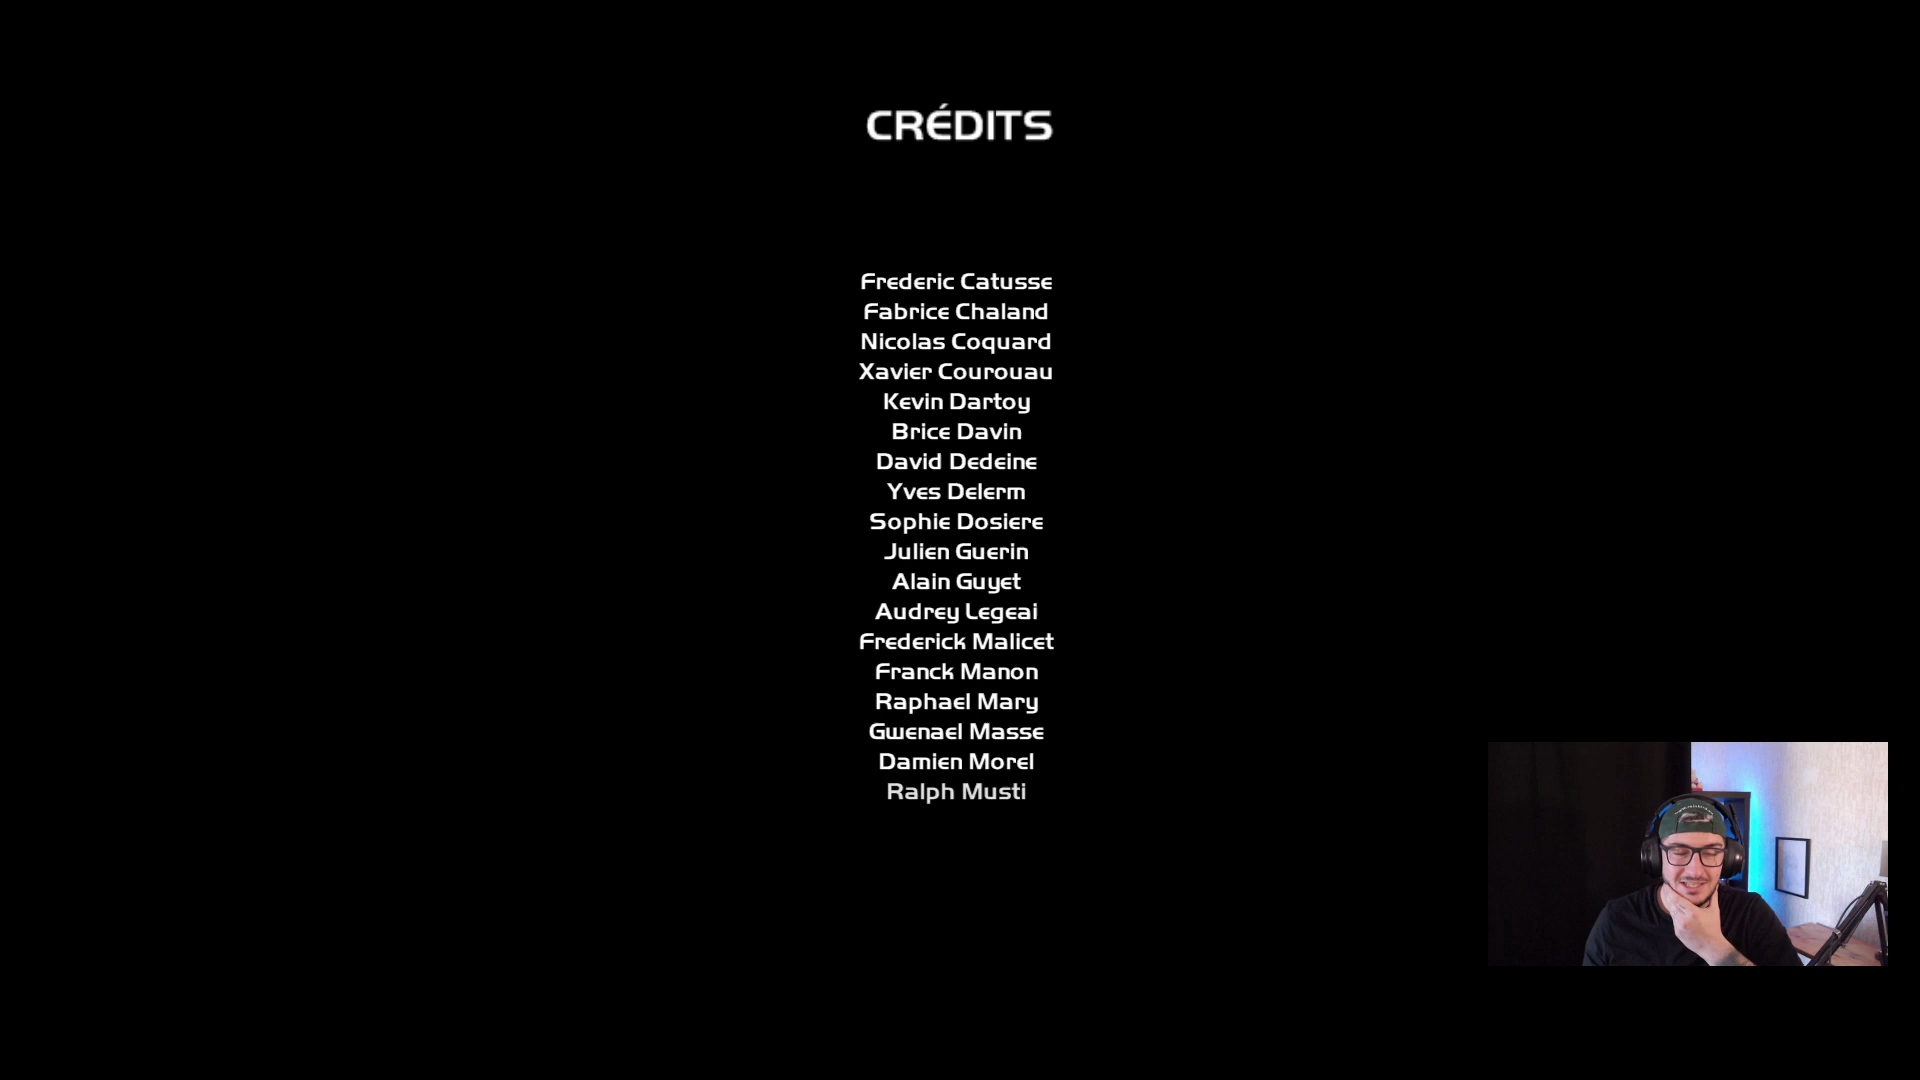 CRÉDITS
Frederic Catusse
Fabrice Chaland
Nicolas Coquard
Xavier Courouau
Kevin Dartoy
Brice Davin
David Dedeine
Yves Delerm
Sophie Dosiere
Julien Guerin
Alain Guyet
Audrey Legeai
Frederick Malicet
Franck Manon
Raphael Mary
Gwenael Masse
Damien Morel
Ralph Musti